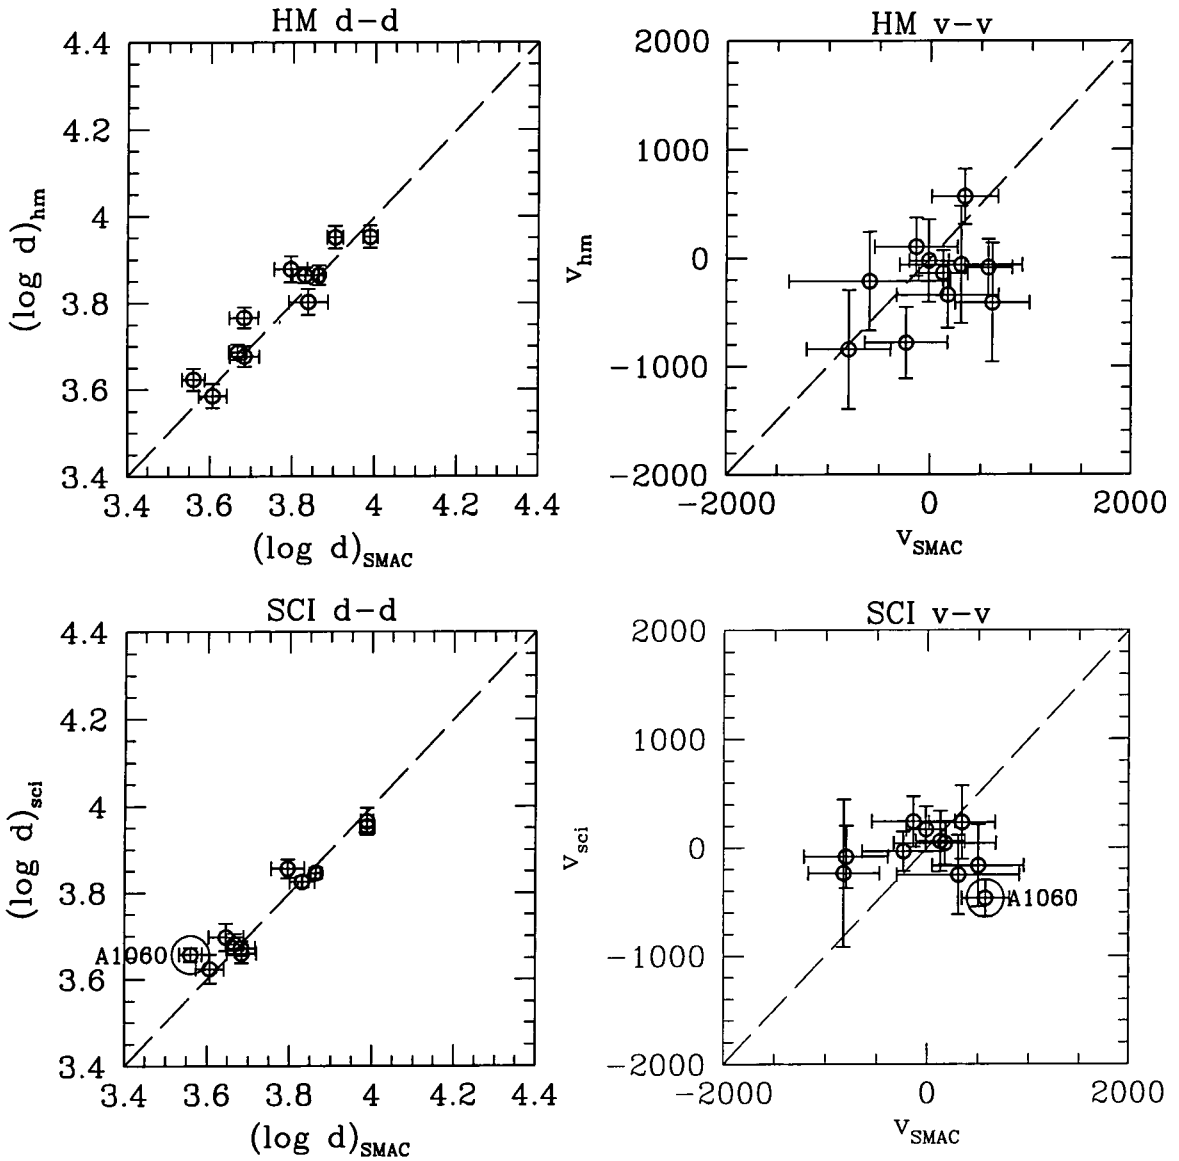 HM d-d
4.4
4.2
4
3.8
3.6
3.4
(log d)hm
3.4 3.6 3.8 4 4.2 4.4
(log d)SMAC
HM v-v
2000
1000
0
-1000
-2000
vhm
-2000 0 2000
vSMAC
SCI d-d
4.4
4.2
4
3.8
3.6
3.4
(log d)sci
A1060
3.4 3.6 3.8 4 4.2 4.4
(log d)SMAC
SCI v-v
2000
1000
0
-1000
-2000
vsci
A1060
-2000 0 2000
vSMAC